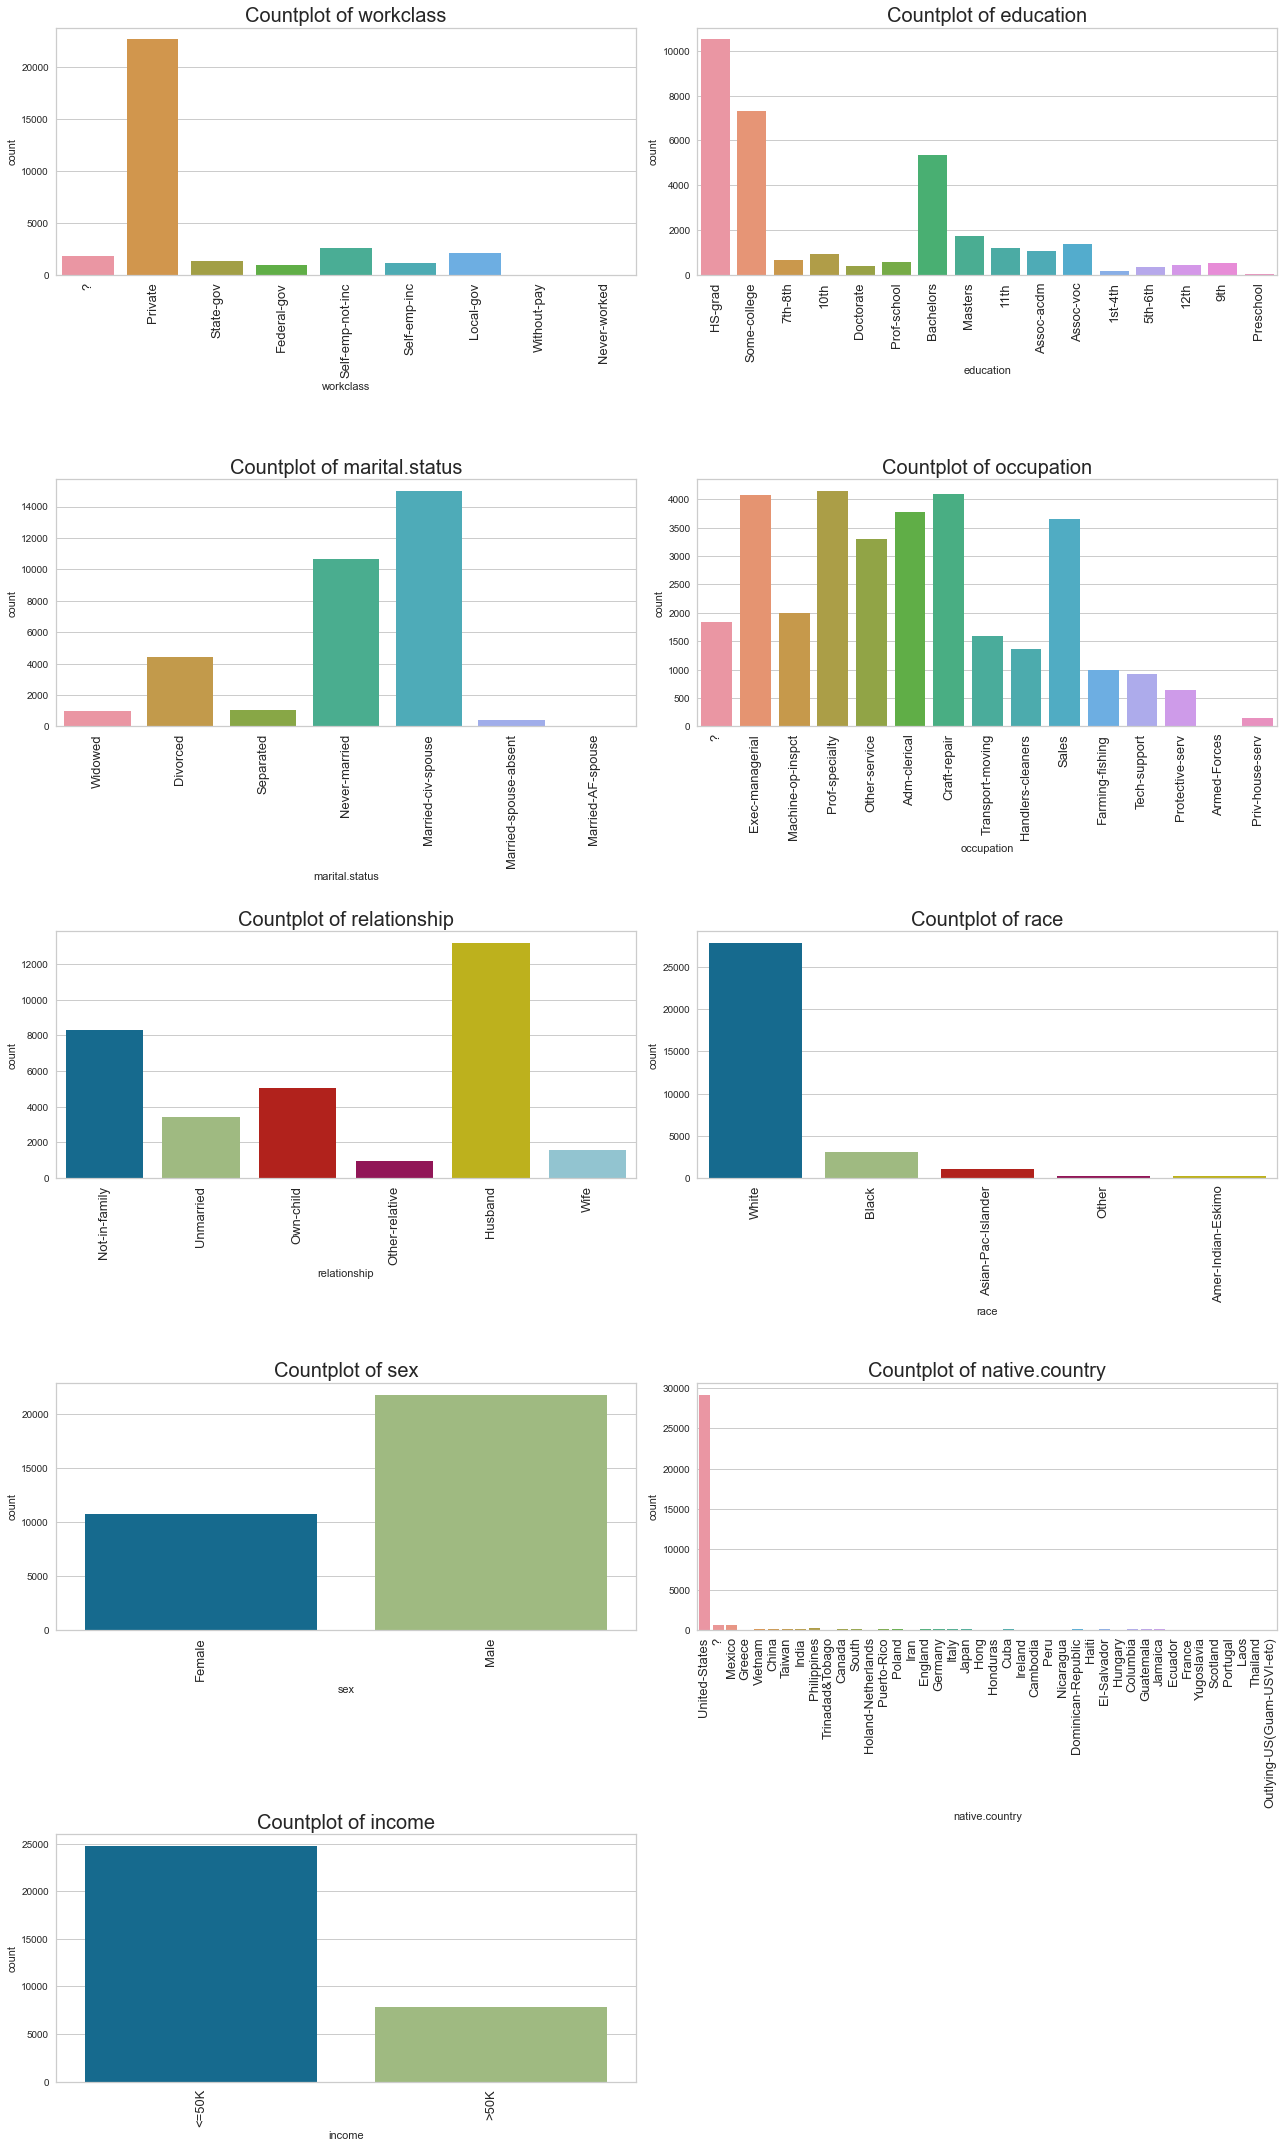 Countplot of workclass
count
20000
15000
10000
5000
0
?
Private
State-gov
Federal-gov
Self-emp-not-inc
Self-emp-inc
Local-gov
Without-pay
Never-worked
workclass
Countplot of education
count
10000
8000
6000
4000
2000
0
HS-grad
Some-college
7th-8th
10th
Doctorate
Prof-school
Bachelors
Masters
11th
Assoc-acdm
Assoc-voc
1st-4th
5th-6th
12th
9th
Preschool
education
Countplot of marital.status
count
14000
12000
10000
8000
6000
4000
2000
0
Widowed
Divorced
Separated
Never-married
Married-civ-spouse
Married-spouse-absent
Married-AF-spouse
marital.status
Countplot of occupation
count
4000
3500
3000
2500
2000
1500
1000
500
0
?
Exec-managerial
Machine-op-inspct
Prof-specialty
Other-service
Adm-clerical
Craft-repair
Transport-moving
Handlers-cleaners
Sales
Farming-fishing
Tech-support
Protective-serv
Armed-Forces
Priv-house-serv
occupation
Countplot of relationship
count
12000
10000
8000
6000
4000
2000
0
Not-in-family
Unmarried
Own-child
Other-relative
Husband
Wife
relationship
Countplot of race
count
25000
20000
15000
10000
5000
0
White
Black
Asian-Pac-Islander
Other
Amer-Indian-Eskimo
race
Countplot of sex
count
20000
15000
10000
5000
0
Female
Male
sex
Countplot of native.country
count
30000
25000
20000
15000
10000
5000
0
United-States
?
Mexico
Greece
Vietnam
China
Taiwan
India
Philippines
Trinadad&Tobago
Canada
South
Holand-Netherlands
Puerto-Rico
Poland
Iran
England
Germany
Italy
Japan
Hong
Honduras
Cuba
Ireland
Cambodia
Peru
Nicaragua
Dominican-Republic
Haiti
El-Salvador
Hungary
Columbia
Guatemala
Jamaica
Ecuador
France
Yugoslavia
Scotland
Portugal
Laos
Thailand
Outlying-US(Guam-USVI-etc)
native.country
Countplot of income
count
25000
20000
15000
10000
5000
0
<=50K
>50K
income